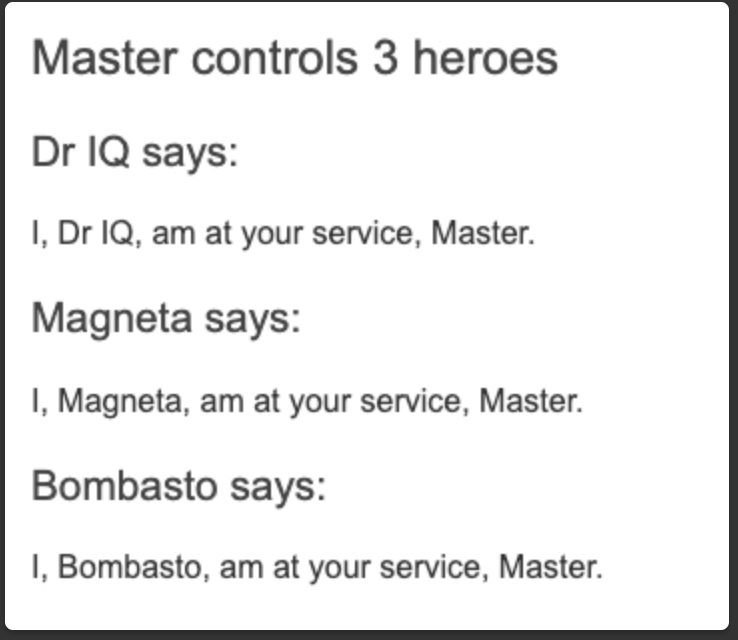 Master controls 3 heroes
Dr IQ says:
I, Dr IQ, am at your service, Master.
Magneta says:
I, Magneta, am at your service, Master.
Bombasto says:
I, Bombasto, am at your service, Master.